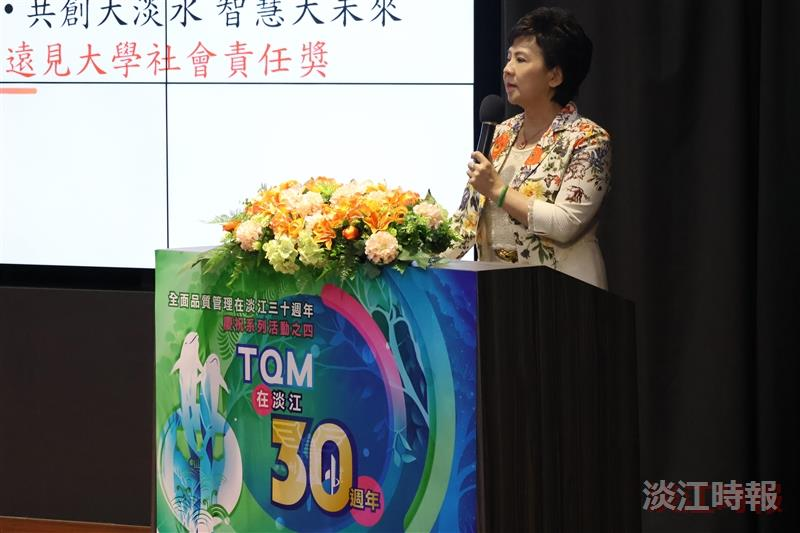 • 共創大淡水 智慧大未來
遠見大學社會責任獎
全面品質管理在淡江三十週年
慶祝系列活動之四
TQM
在淡江
30
週年
淡江時報